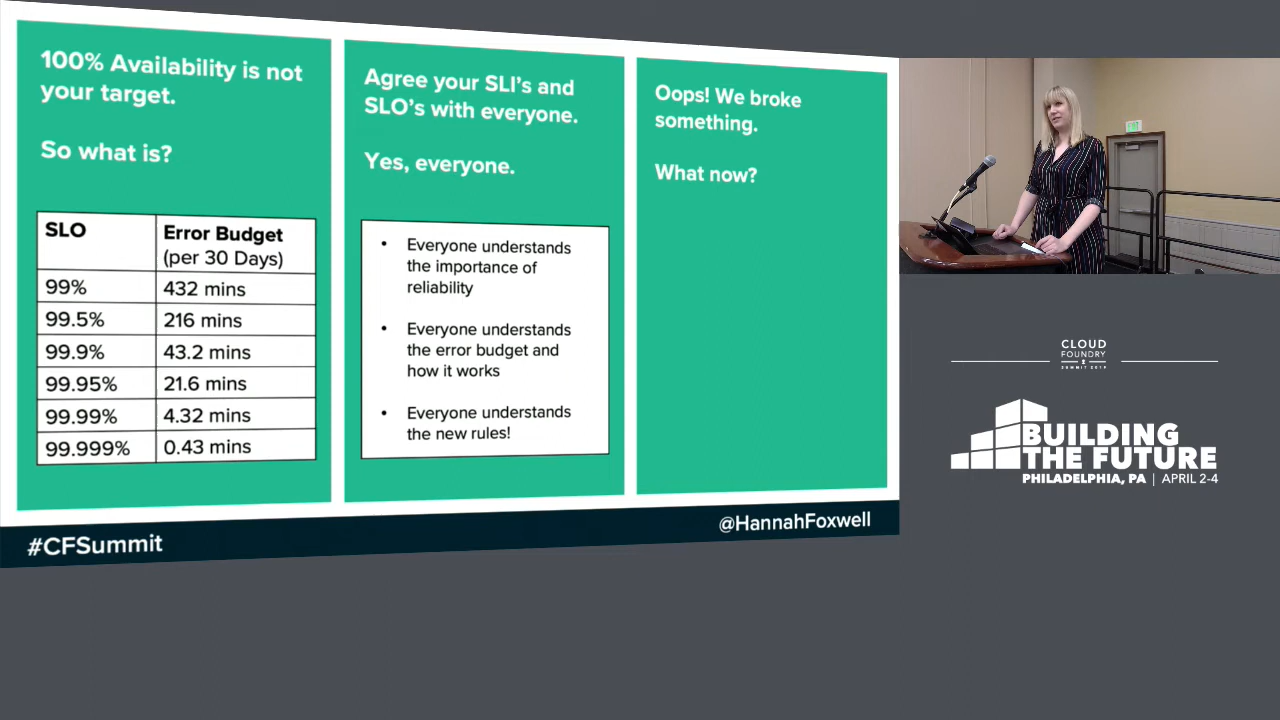 100% Availability is not
your target.
So what is?
SLO
Error Budget
(per 30 Days)
99%
432 mins
99.5%
216 mins
99.9%
43.2 mins
99.95%
21.6 mins
99.99%
4.32 mins
99.999%
0.43 mins
Agree your SLI's and
SLO's with everyone.
Yes, everyone.
• Everyone understands
the importance of
reliability
• Everyone understands
the error budget and
how it works
• Everyone understands
the new rules!
Oops! We broke
something.
What now?
#CFSummit
@HannahFoxwell
CLOUD
FOUNDRY
SUMMIT 2019
BUILDING
THE FUTURE
PHILADELPHIA, PA | APRIL 2-4